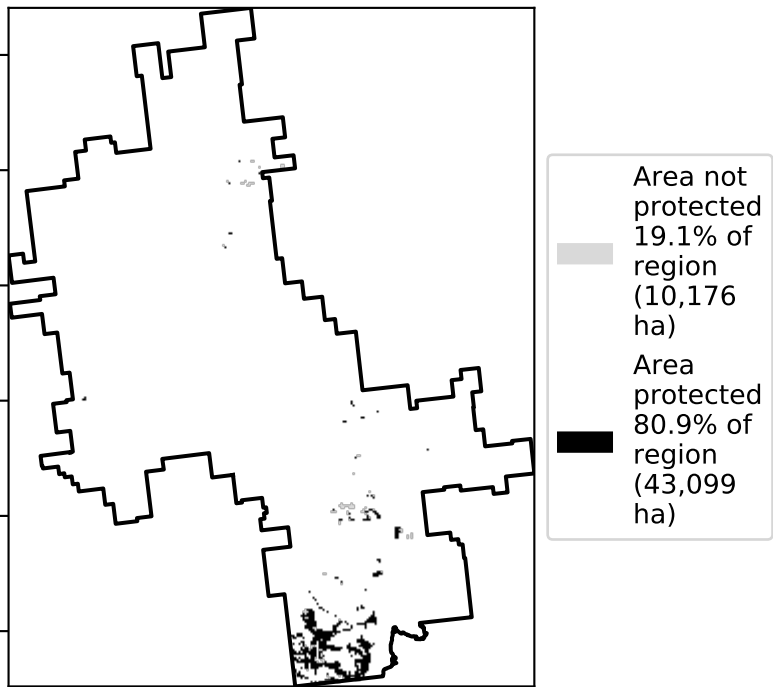 Area not
protected
19.1% of
region
(10,176
ha)
Area
protected
80.9% of
region
(43,099
ha)